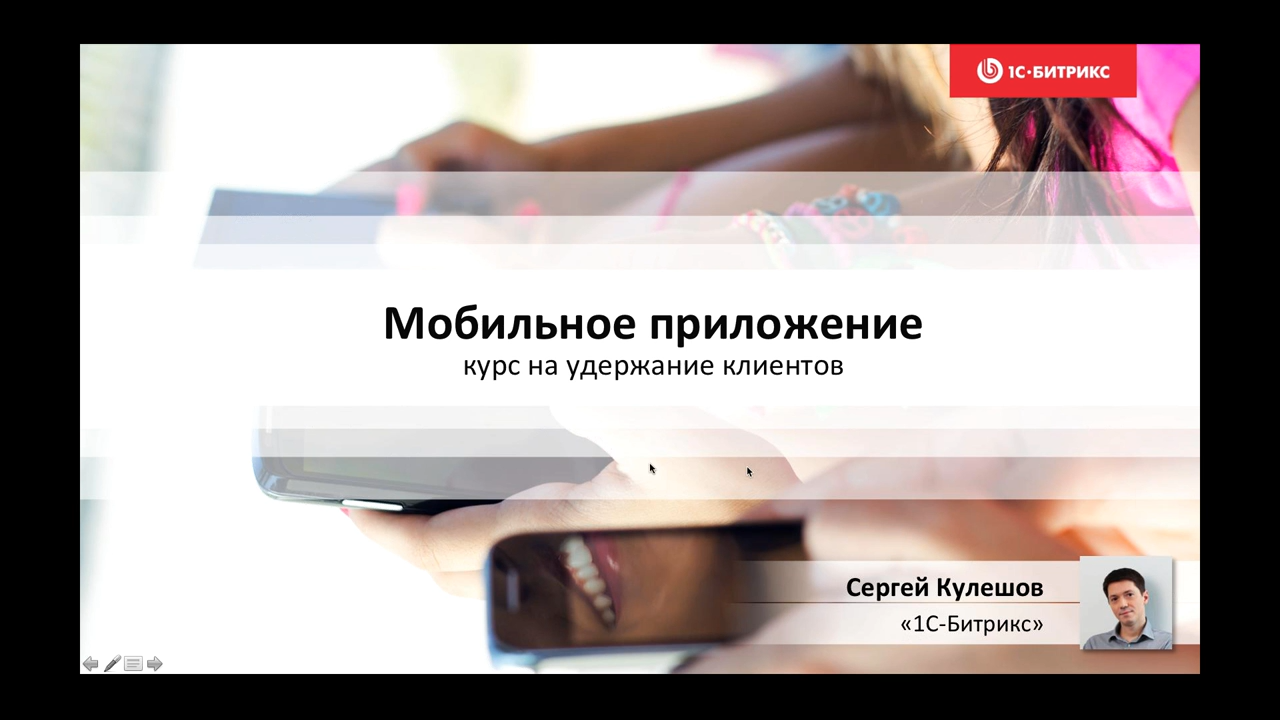 1С·БИТРИКС
Мобильное приложение
курс на удержание клиентов
Сергей Кулешов
«1С-Битрикс»